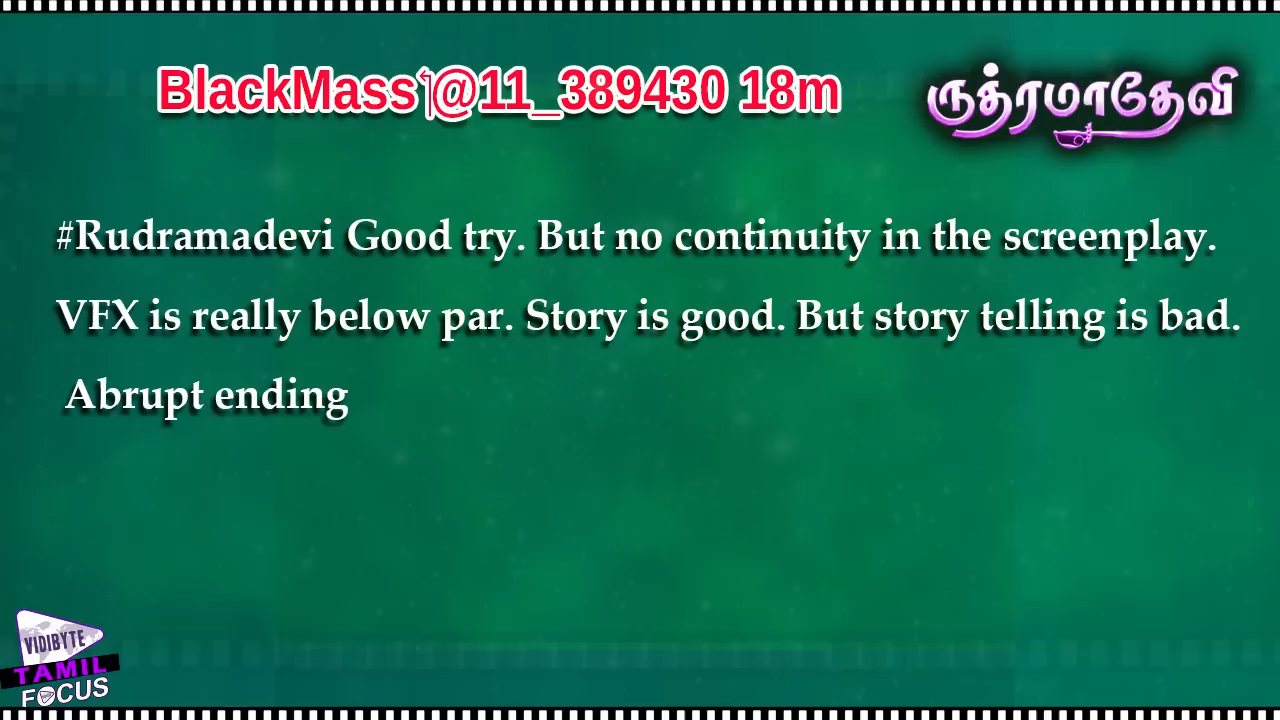 BlackMass @11_389430 18m
ருத்ரமாதேவி
#Rudramadevi Good try. But no continuity in the screenplay.
VFX is really below par. Story is good. But story telling is bad.
Abrupt ending
VIDIBYTE
TAMIL
FOCUS